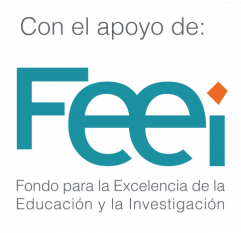 Con el apoyo de:
Feei
Fondo para la Excelencia de la
Educación y la Investigación